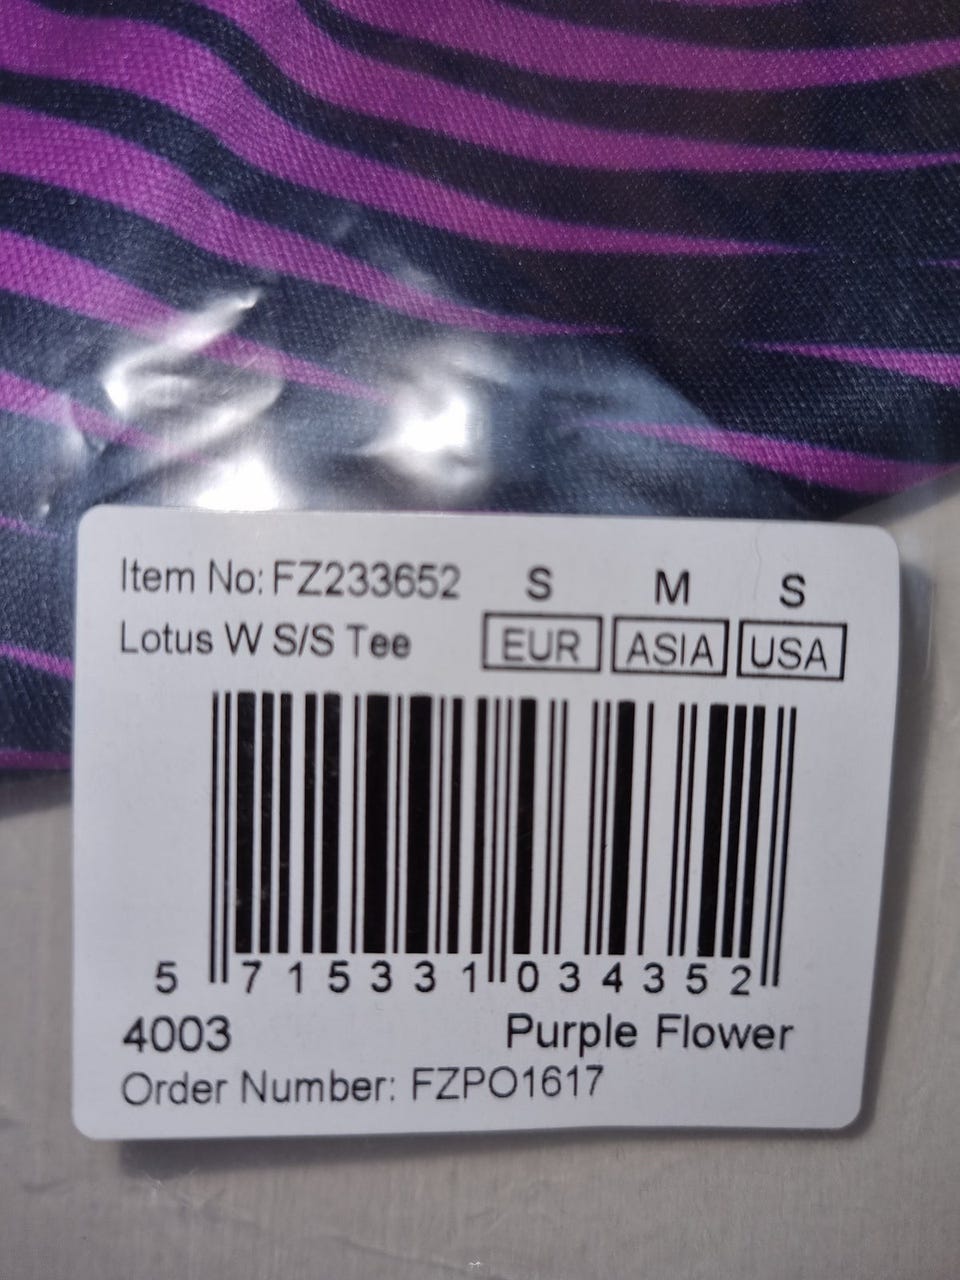 Item No: FZ233652 S M S
Lotus W S/S Tee EUR ASIA USA
5 715331 034352
4003 Purple Flower
Order Number: FZPO1617